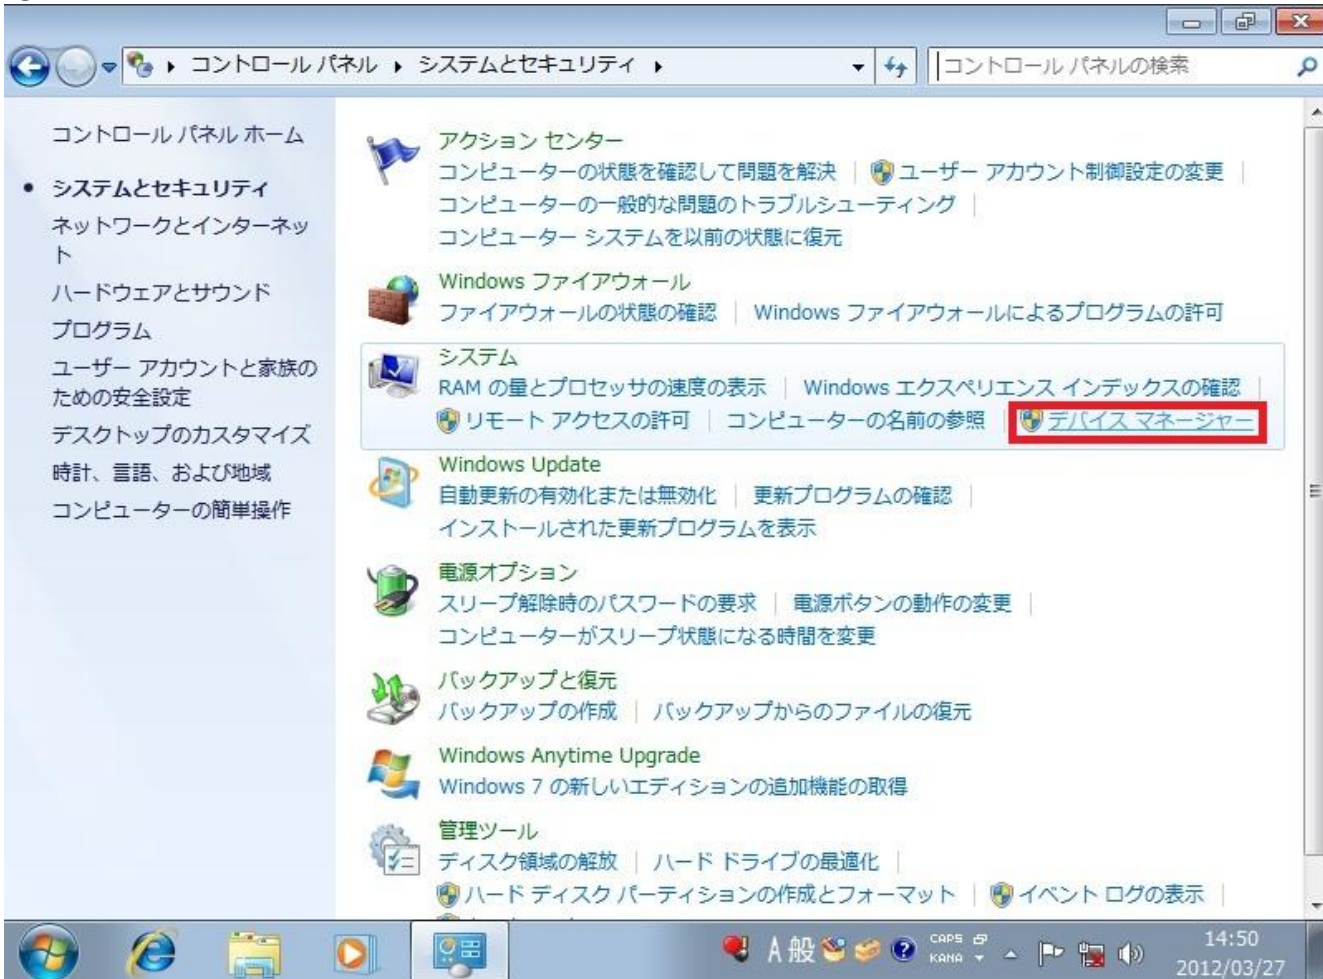 コントロール パネル ▸ システムとセキュリティ ▸
コントロール パネルの検索
コントロール パネル ホーム
システムとセキュリティ
ネットワークとインターネッ
ト
ハードウェアとサウンド
プログラム
ユーザー アカウントと家族の
ための安全設定
デスクトップのカスタマイズ
時計、言語、および地域
コンピューターの簡単操作
アクション センター
コンピューターの状態を確認して問題を解決 | ユーザー アカウント制御設定の変更 |
コンピューターの一般的な問題のトラブルシューティング |
コンピューター システムを以前の状態に復元
Windows ファイアウォール
ファイアウォールの状態の確認 | Windows ファイアウォールによるプログラムの許可
システム
RAM の量とプロセッサの速度の表示 | Windows エクスペリエンス インデックスの確認 |
リモート アクセスの許可 | コンピューターの名前の参照 | デバイス マネージャー
Windows Update
自動更新の有効化または無効化 | 更新プログラムの確認 |
インストールされた更新プログラムを表示
電源オプション
スリープ解除時のパスワードの要求 | 電源ボタンの動作の変更 |
コンピューターがスリープ状態になる時間を変更
バックアップと復元
バックアップの作成 | バックアップからのファイルの復元
Windows Anytime Upgrade
Windows 7 の新しいエディションの追加機能の取得
管理ツール
ディスク領域の解放 | ハード ドライブの最適化 |
ハード ディスク パーティションの作成とフォーマット | イベント ログの表示 |
A 般
CAPS
KANA
14:50
2012/03/27